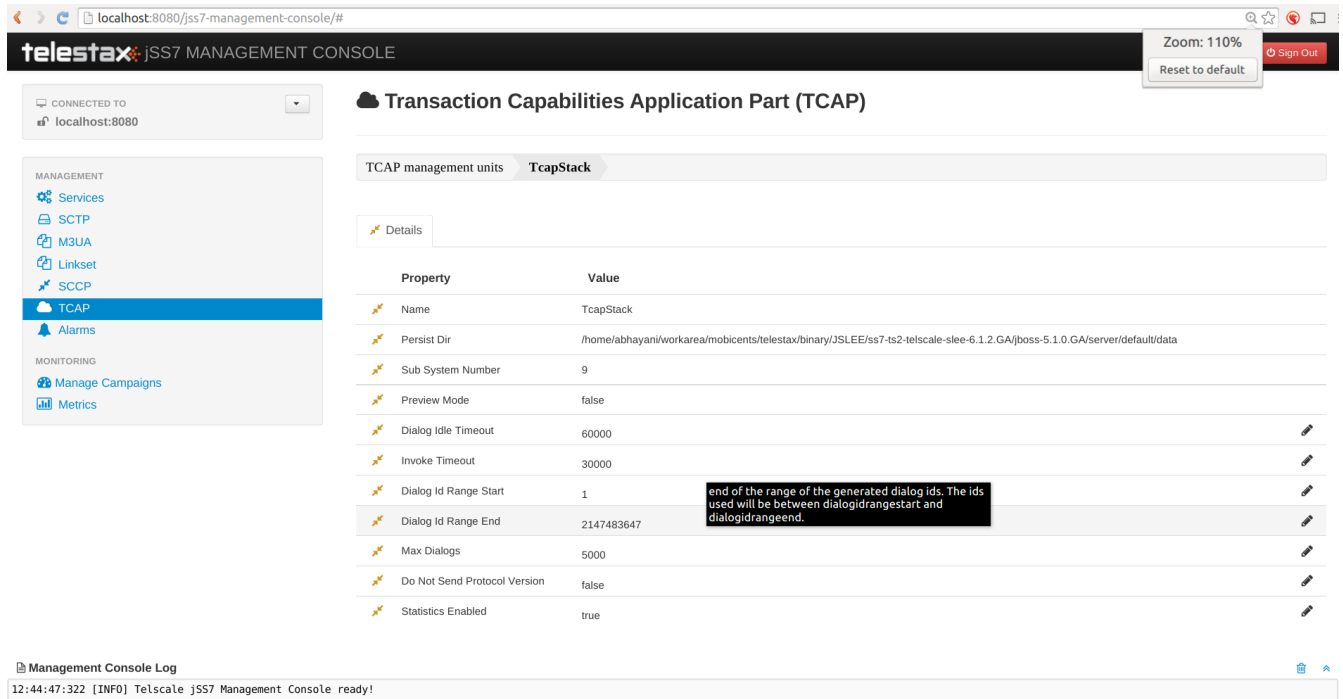 localhost:8080/jss7-management-console/#
telestax jSS7 MANAGEMENT CONSOLE
Zoom: 110%
Reset to default
Sign Out
CONNECTED TO
localhost:8080
MANAGEMENT
Services
SCTP
M3UA
Linkset
SCCP
TCAP
Alarms
MONITORING
Manage Campaigns
Metrics
Transaction Capabilities Application Part (TCAP)
TCAP management units TcapStack
Details
Property Value
Name TcapStack
Persist Dir /home/abhayani/workarea/mobicents/telestax/binary/JSLEE/ss7-ts2-telscale-slee-6.1.2.GA/jboss-5.1.0.GA/server/default/data
Sub System Number 9
Preview Mode false
Dialog Idle Timeout 60000
Invoke Timeout 30000
Dialog Id Range Start 1
end of the range of the generated dialog ids. The ids
used will be between dialogidrangestart and
dialogidrangeend.
Dialog Id Range End 2147483647
Max Dialogs 5000
Do Not Send Protocol Version false
Statistics Enabled true
Management Console Log
12:44:47:322 [INFO] Telscale jSS7 Management Console ready!